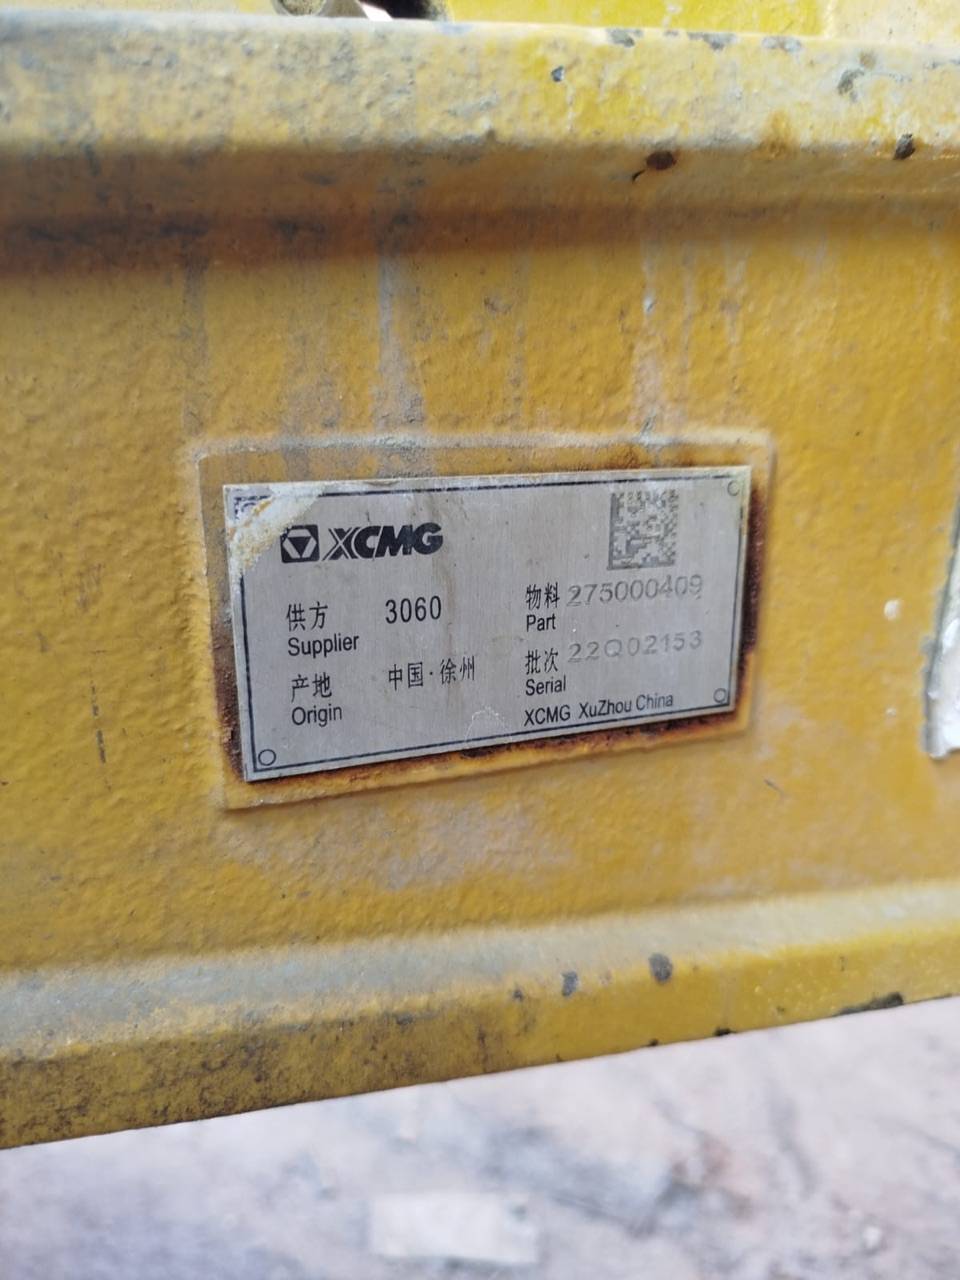 XCMG
供方 3060
Supplier
产地 中国·徐州
Origin
物料 275000409
Part
批次 22Q02153
Serial
XCMG XuZhou China